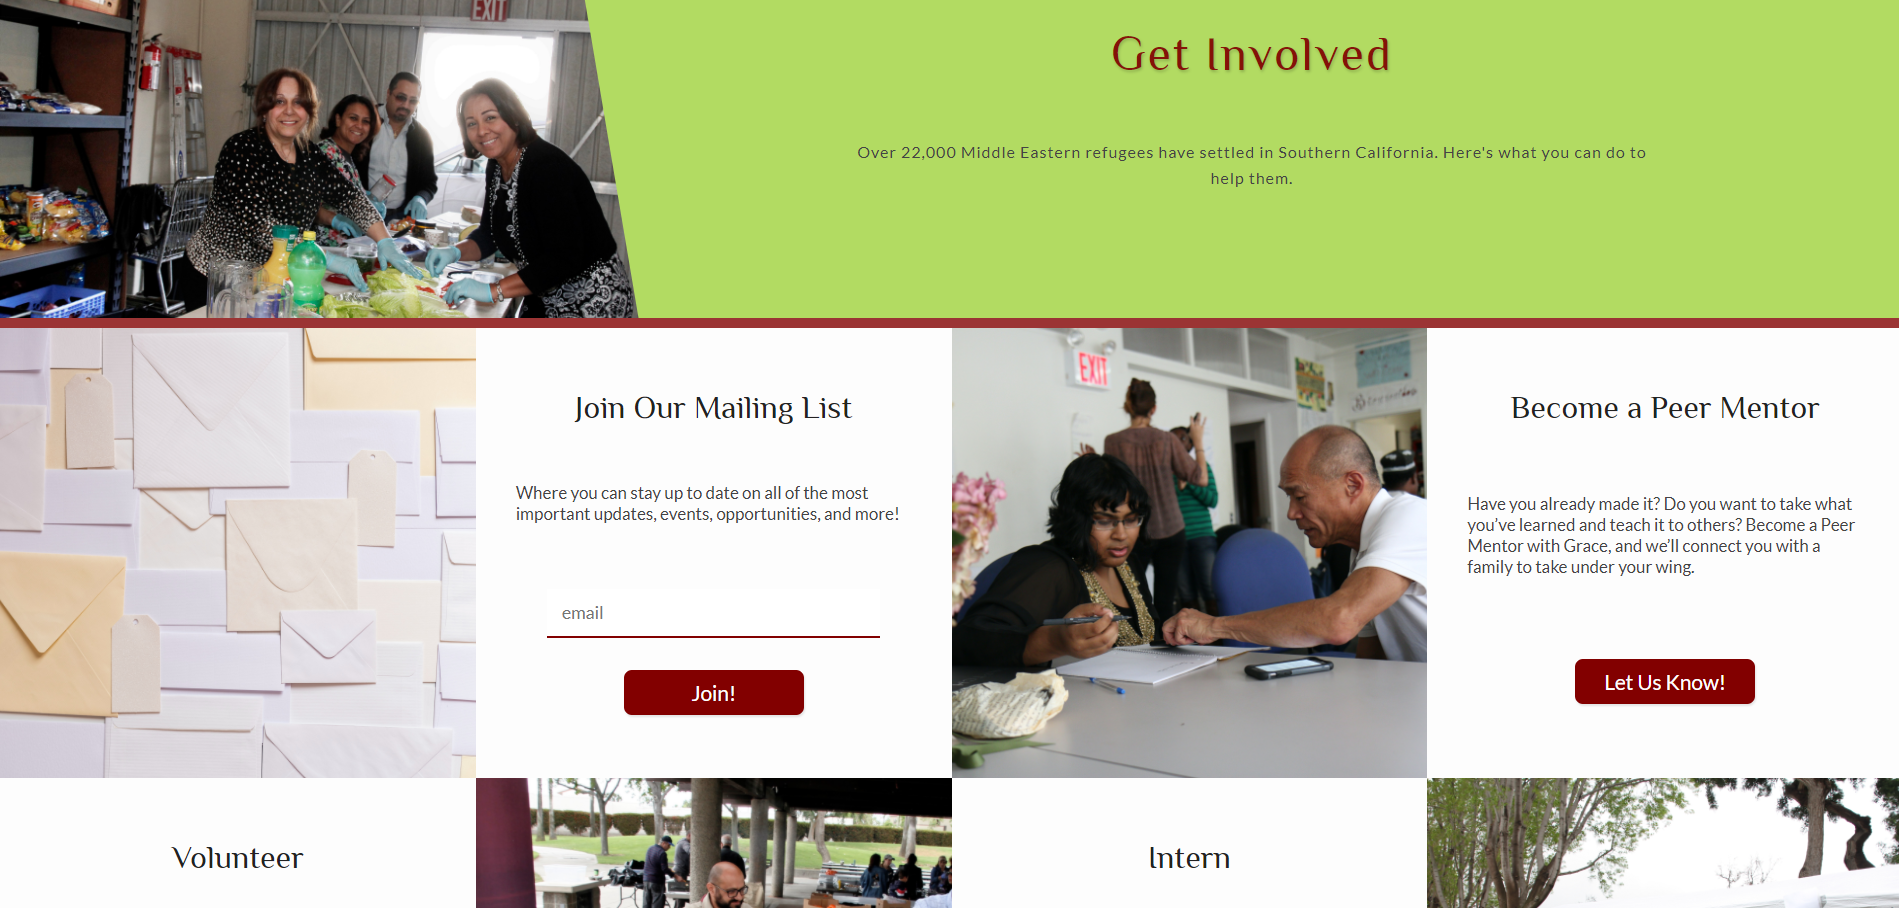 EXIT
Get Involved
Over 22,000 Middle Eastern refugees have settled in Southern California. Here's what you can do to
help them.
Join Our Mailing List
Where you can stay up to date on all of the most
important updates, events, opportunities, and more!
email
Join!
EXIT
Become a Peer Mentor
Have you already made it? Do you want to take what
you’ve learned and teach it to others? Become a Peer
Mentor with Grace, and we’ll connect you with a
family to take under your wing.
Let Us Know!
Volunteer
Intern